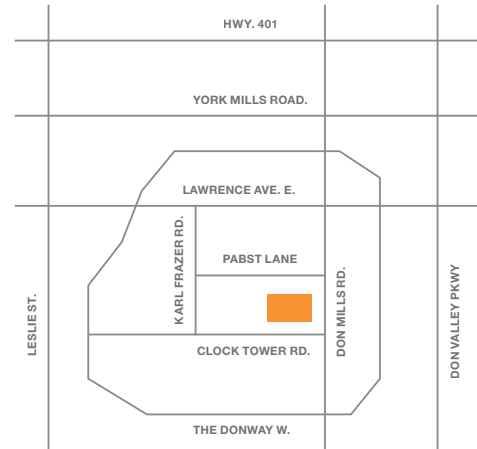 HWY. 401
YORK MILLS ROAD.
LAWRENCE AVE. E.
KARL FRAZER RD.
PABST LANE
LESLIE ST.
DON MILLS RD.
DON VALLEY PKWY
CLOCK TOWER RD.
THE DONWAY W.